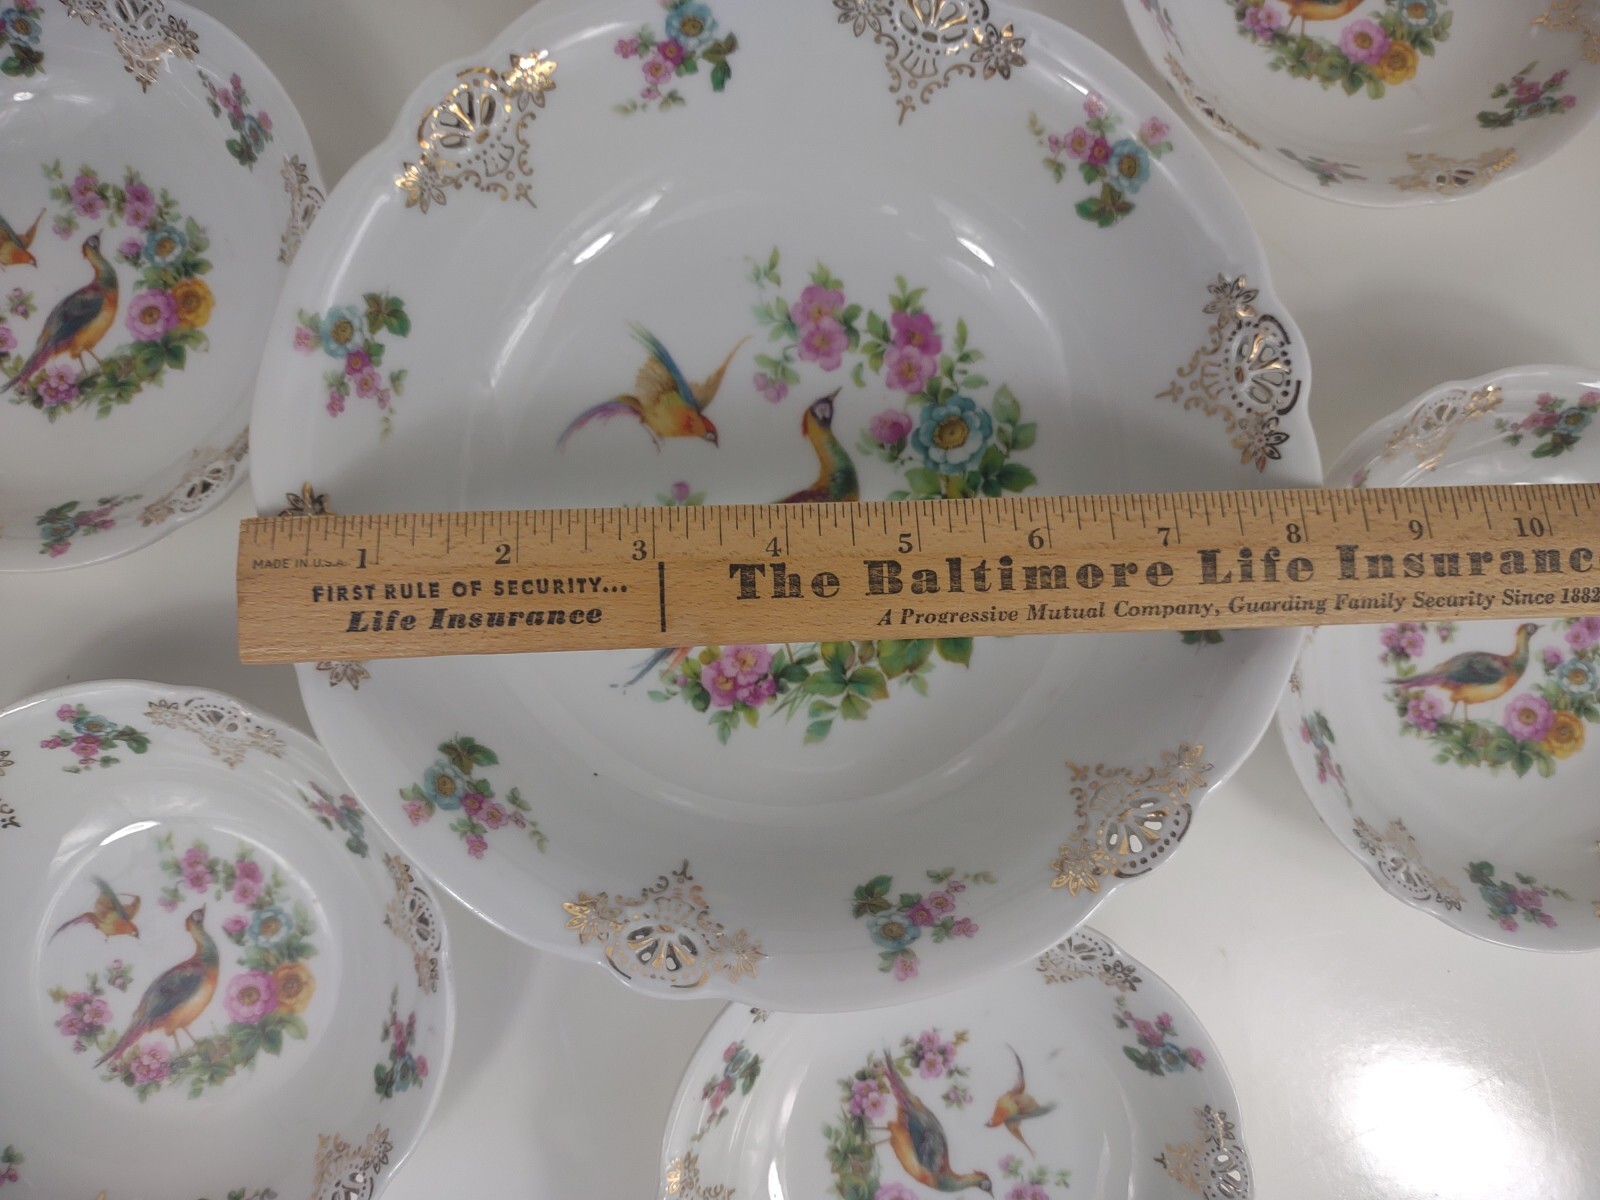 1 2 3 4 5 6 7 8 9 10
MADE IN U.S.A.
FIRST RULE OF SECURITY...
Life Insurance
The Baltimore Life Insuranc
A Progressive Mutual Company, Guarding Family Security Since 1882